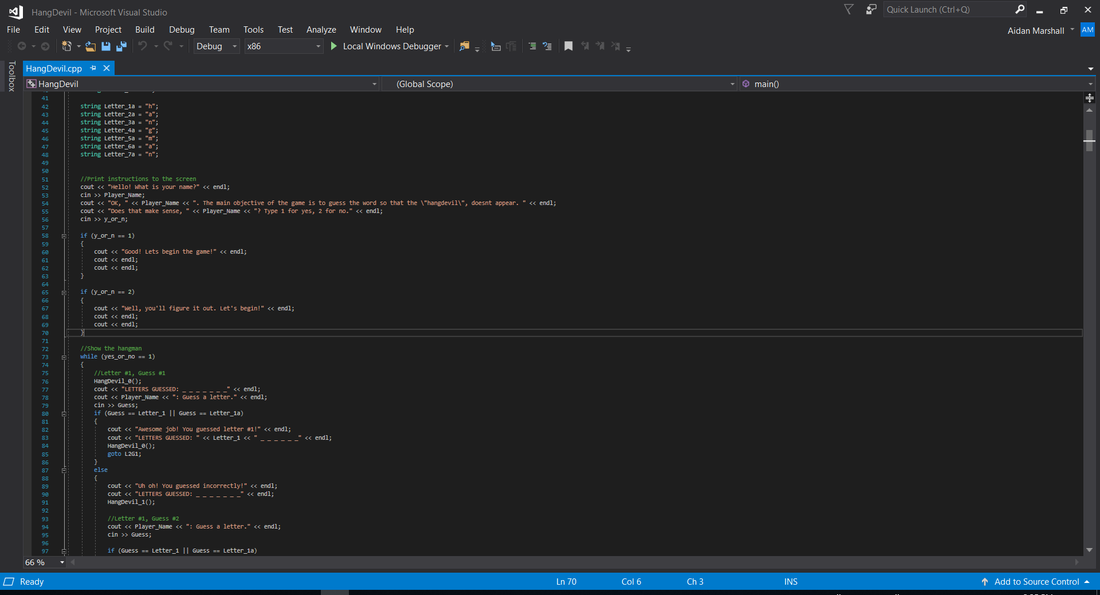 HangDevil - Microsoft Visual Studio
Quick Launch (Ctrl+Q)
File Edit View Project Build Debug Team Tools Test Analyze Window Help
Aidan Marshall AM
Debug x86 Local Windows Debugger
Toolbox
HangDevil.cpp
HangDevil (Global Scope) main()
41
42 string Letter_1a = "h";
43 string Letter_2a = "a";
44 string Letter_3a = "n";
45 string Letter_4a = "g";
46 string Letter_5a = "m";
47 string Letter_6a = "a";
48 string Letter_7a = "n";
49
50
51 //Print instructions to the screen
52 cout << "Hello! What is your name?" << endl;
53 cin >> Player_Name;
54 cout << "OK, " << Player_Name << ". The main objective of the game is to guess the word so that the \"hangdevil\", doesnt appear. " << endl;
55 cout << "Does that make sense, " << Player_Name << "? Type 1 for yes, 2 for no." << endl;
56 cin >> y_or_n;
57
58 if (y_or_n == 1)
59 {
60 cout << "Good! Lets begin the game!" << endl;
61 cout << endl;
62 cout << endl;
63 }
64
65 if (y_or_n == 2)
66 {
67 cout << "Well, you'll figure it out. Let's begin!" << endl;
68 cout << endl;
69 cout << endl;
70 }
71
72 //Show the hangman
73 while (yes_or_no == 1)
74 {
75 //Letter #1, Guess #1
76 HangDevil_0();
77 cout << "LETTERS GUESSED: _ _ _ _ _ _ _" << endl;
78 cout << Player_Name << ": Guess a letter." << endl;
79 cin >> Guess;
80 if (Guess == Letter_1 || Guess == Letter_1a)
81 {
82 cout << "Awesome job! You guessed letter #1!" << endl;
83 cout << "LETTERS GUESSED: " << Letter_1 << " _ _ _ _ _ _" << endl;
84 HangDevil_0();
85 goto L2G1;
86 }
87 else
88 {
89 cout << "Uh oh! You guessed incorrectly!" << endl;
90 cout << "LETTERS GUESSED: _ _ _ _ _ _ _" << endl;
91 HangDevil_1();
92
93 //Letter #1, Guess #2
94 cout << Player_Name << ": Guess a letter." << endl;
95 cin >> Guess;
96
97 if (Guess == Letter_1 || Guess == Letter_1a)
66 %
Ready Ln 70 Col 6 Ch 3 INS Add to Source Control